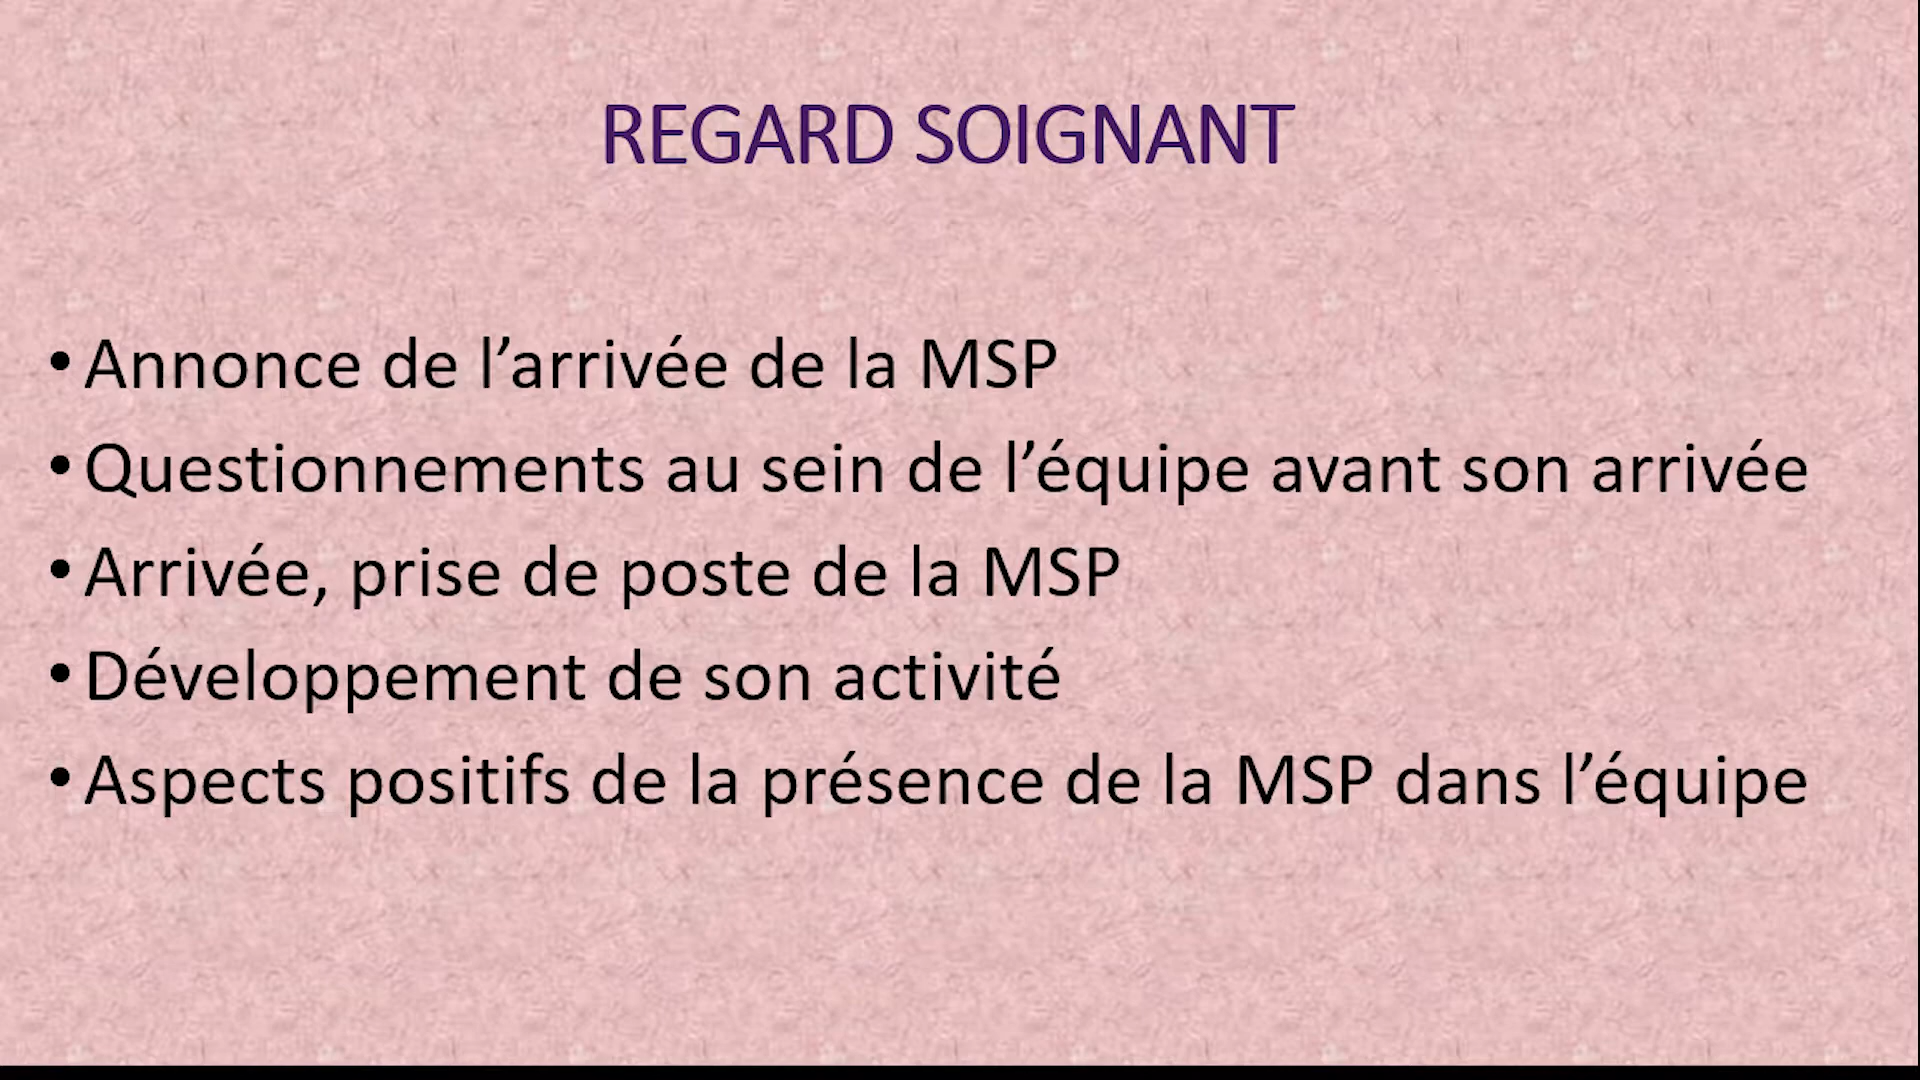 REGARD SOIGNANT
• Annonce de l’arrivée de la MSP
• Questionnements au sein de l’équipe avant son arrivée
• Arrivée, prise de poste de la MSP
• Développement de son activité
• Aspects positifs de la présence de la MSP dans l’équipe